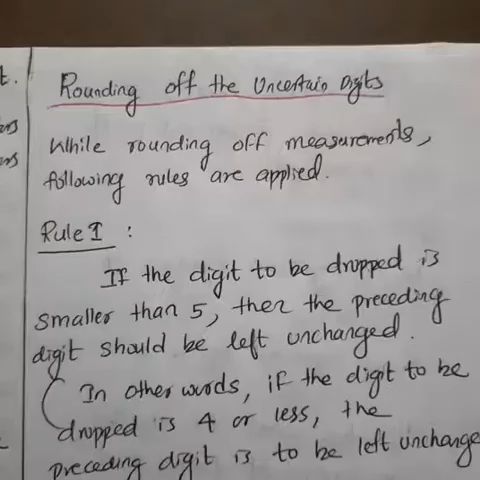 t.
Rounding off the Uncertain Digits
While rounding off measurements,
following rules are applied.
Rule I :
If the digit to be dropped is
smaller than 5, then the preceding
digit should be left unchanged.
In other words, if the digit to be
dropped is 4 or less, the
preceding digit is to be left unchange